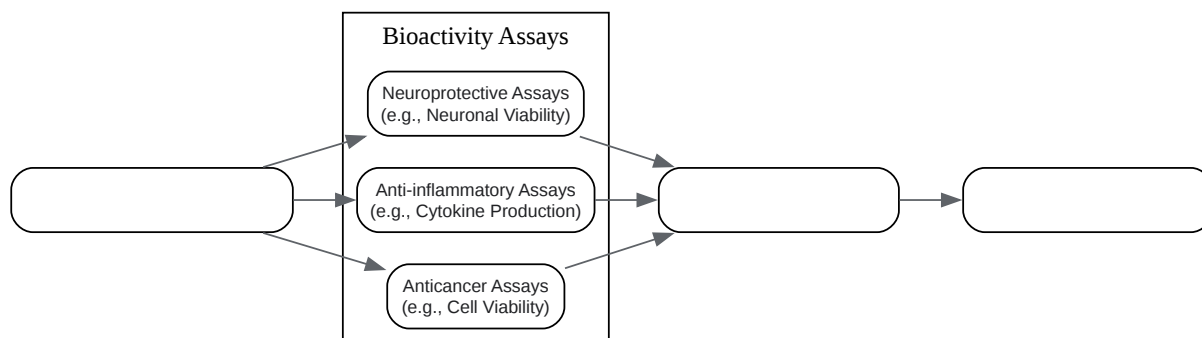 Bioactivity Assays
Neuroprotective Assays
(e.g., Neuronal Viability)
Anti-inflammatory Assays
(e.g., Cytokine Production)
Anticancer Assays
(e.g., Cell Viability)